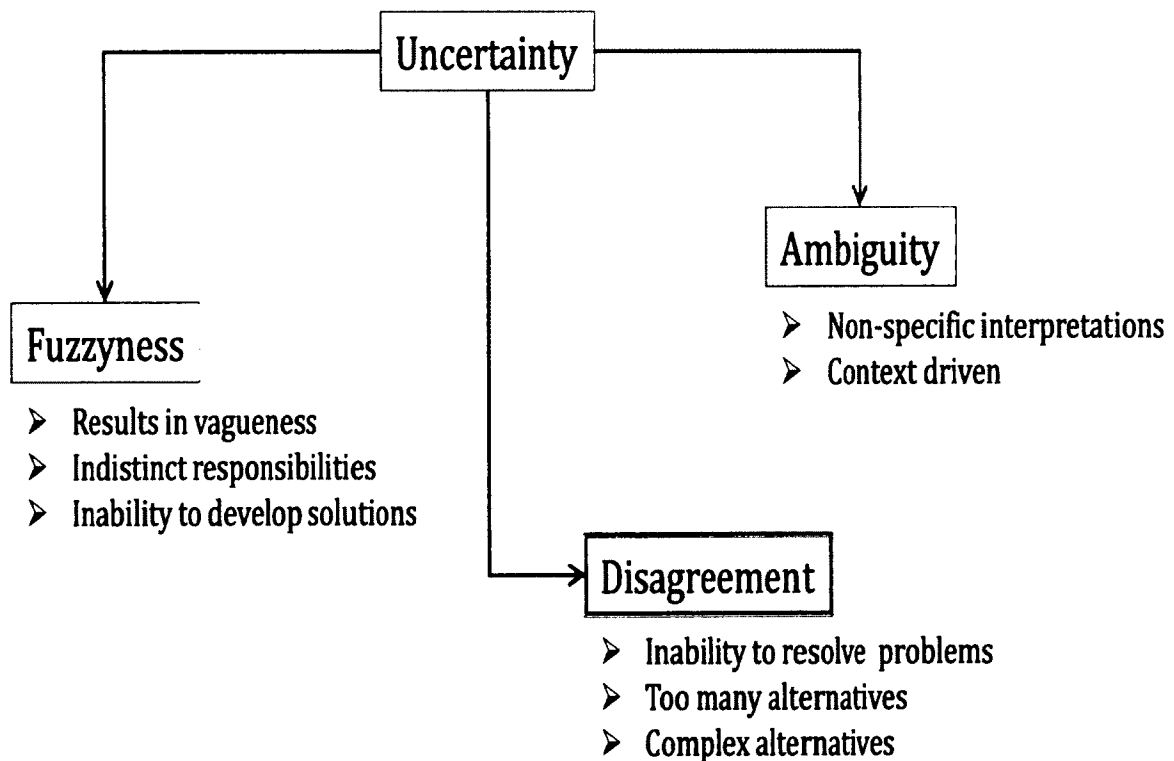 Uncertainty
Ambiguity
➢ Non-specific interpretations
➢ Context driven
Fuzzyness
➢ Results in vagueness
➢ Indistinct responsibilities
➢ Inability to develop solutions
Disagreement
➢ Inability to resolve problems
➢ Too many alternatives
➢ Complex alternatives